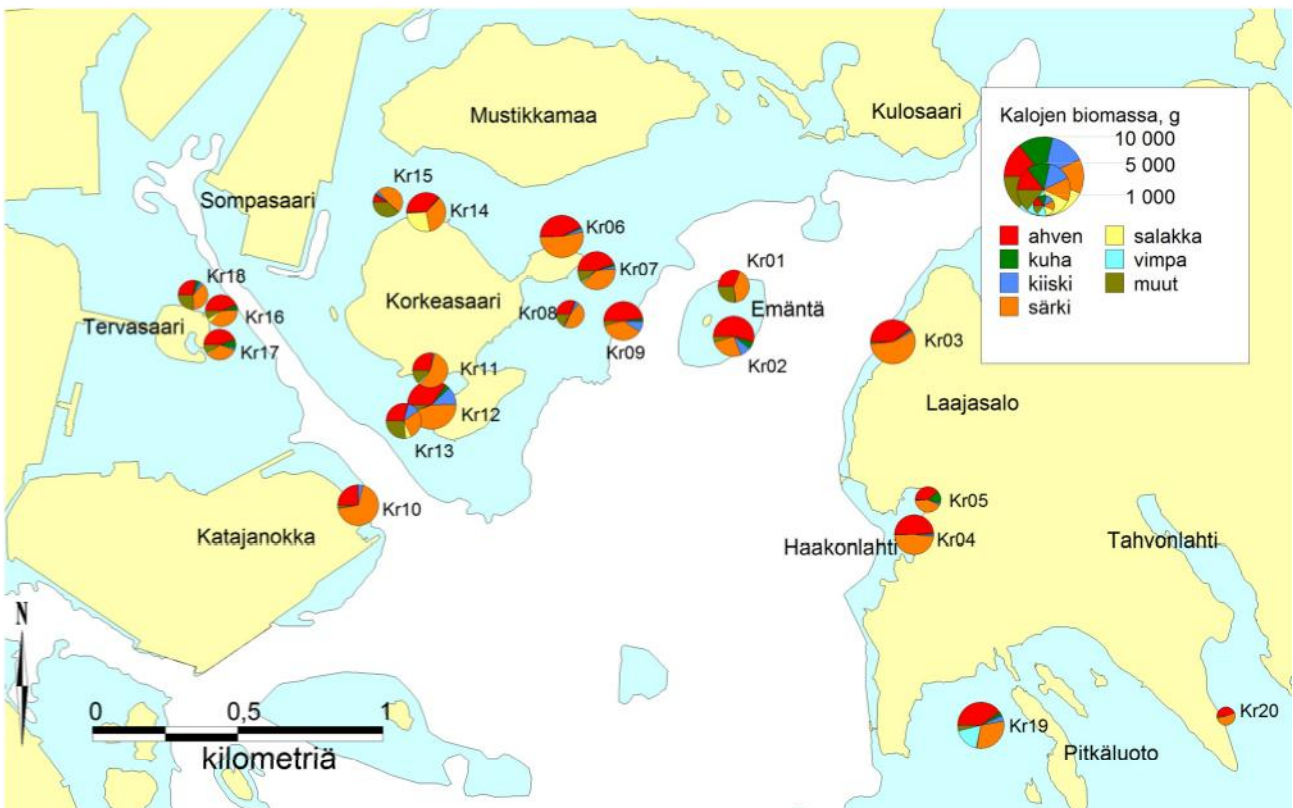 Mustikkamaa
Kulosaari
Kalojen biomassa, g
10 000
5 000
1 000
ahven
salakka
kuha
vimpa
kiiski
muut
särki
Kr15
Sompasaari
Kr14
Kr06
Kr07
Kr01
Kr18
Korkeasaari
Kr08
Emäntä
Kr16
Tervasaari
Kr17
Kr09
Kr02
Kr03
Kr11
Laajasalo
Kr12
Kr13
Kr05
Kr10
Katajanokka
Haakonlahti
Kr04
Tahvonlahti
N
0 0,5 1
kilometriä
Kr19
Kr20
Pitkäluoto